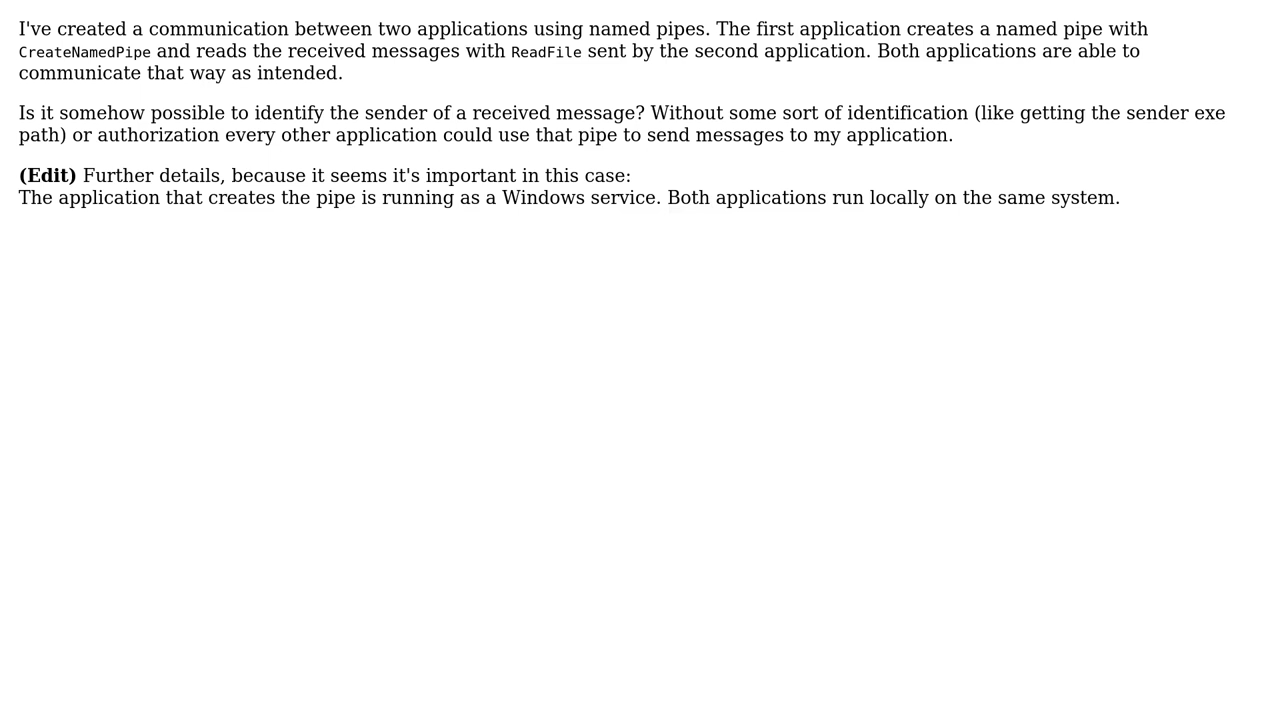 I've created a communication between two applications using named pipes. The first application creates a named pipe with
CreateNamedPipe and reads the received messages with ReadFile sent by the second application. Both applications are able to
communicate that way as intended.
Is it somehow possible to identify the sender of a received message? Without some sort of identification (like getting the sender exe
path) or authorization every other application could use that pipe to send messages to my application.
(Edit) Further details, because it seems it's important in this case:
The application that creates the pipe is running as a Windows service. Both applications run locally on the same system.